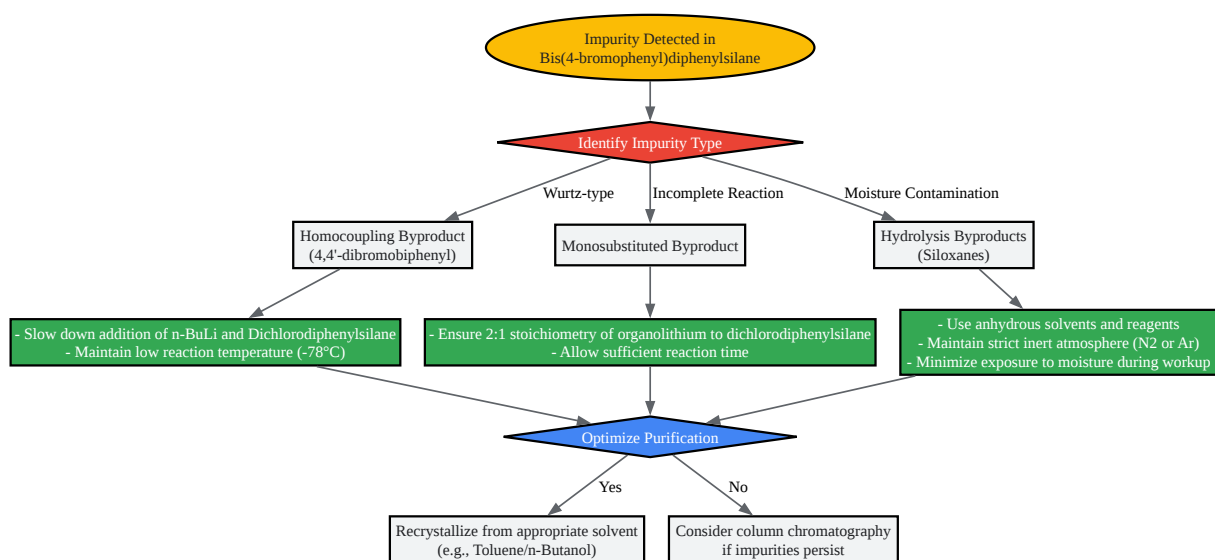 Impurity Detected in
Bis(4-bromophenyl)diphenylsilane
Identify Impurity Type
Wurtz-type
Incomplete Reaction
Moisture Contamination
Homocoupling Byproduct
(4,4'-dibromobiphenyl)
Monosubstituted Byproduct
Hydrolysis Byproducts
(Siloxanes)
- Slow down addition of n-BuLi and Dichlorodiphenylsilane
- Maintain low reaction temperature (-78°C)
- Ensure 2:1 stoichiometry of organolithium to dichlorodiphenylsilane
- Allow sufficient reaction time
- Use anhydrous solvents and reagents
- Maintain strict inert atmosphere (N2 or Ar)
- Minimize exposure to moisture during workup
Optimize Purification
Yes
No
Recrystallize from appropriate solvent
(e.g., Toluene/n-Butanol)
Consider column chromatography
if impurities persist